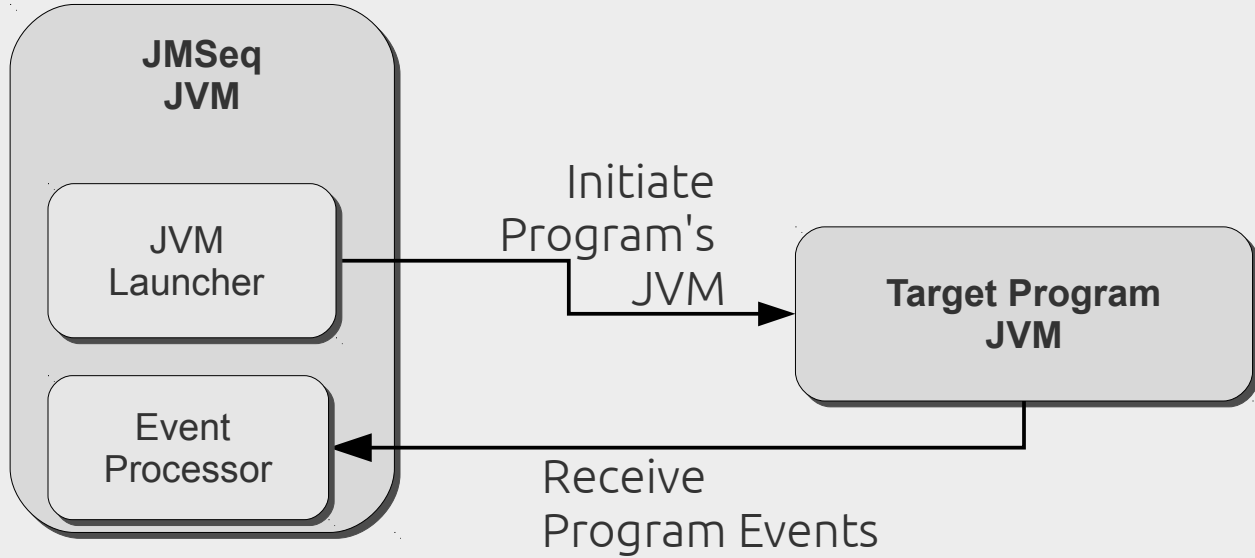 JMSeq
JVM
JVM
Launcher
Initiate
Program's
JVM
Target Program
JVM
Event
Processor
Receive
Program Events